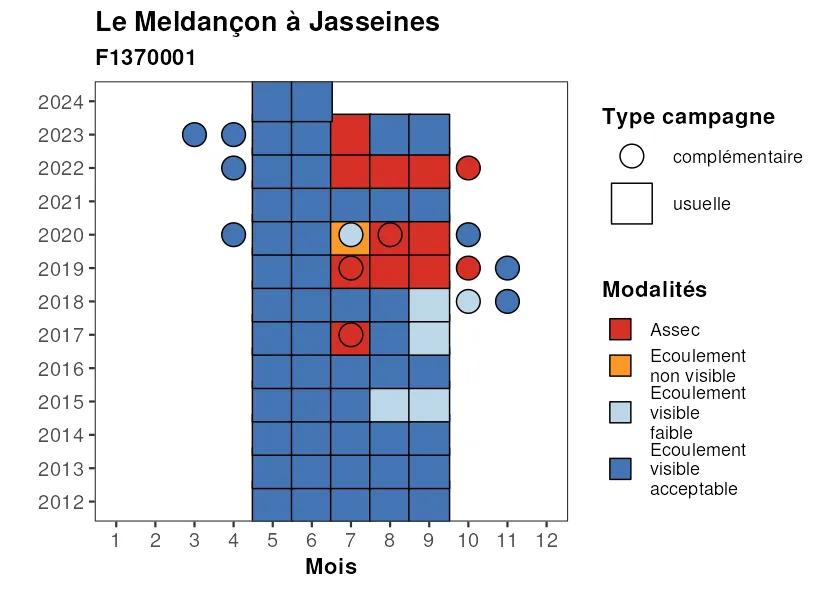 Le Meldançon à Jasseines
F1370001
2024
2023
2022
2021
2020
2019
2018
2017
2016
2015
2014
2013
2012
1 2 3 4 5 6 7 8 9 10 11 12
Mois
Type campagne
complémentaire
usuelle
Modalités
Assec
Ecoulement
non visible
Ecoulement
visible
faible
Ecoulement
visible
acceptable